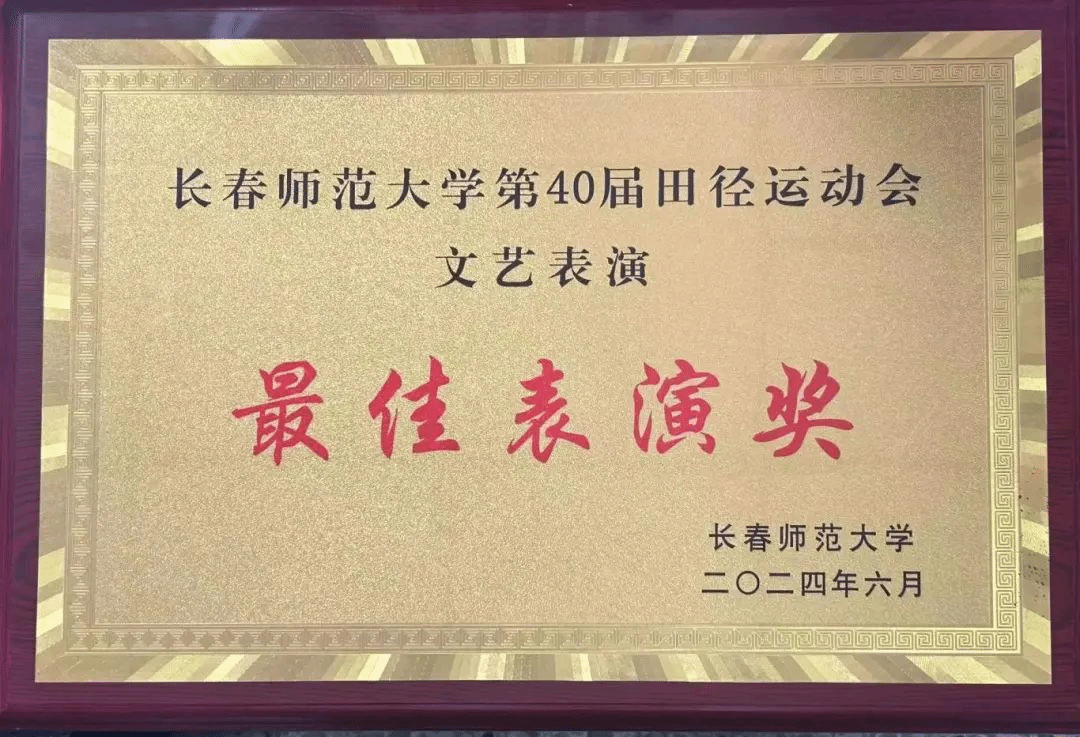 长春师范大学第40届田径运动会
文艺表演
最佳表演奖
长春师范大学
二〇二四年六月